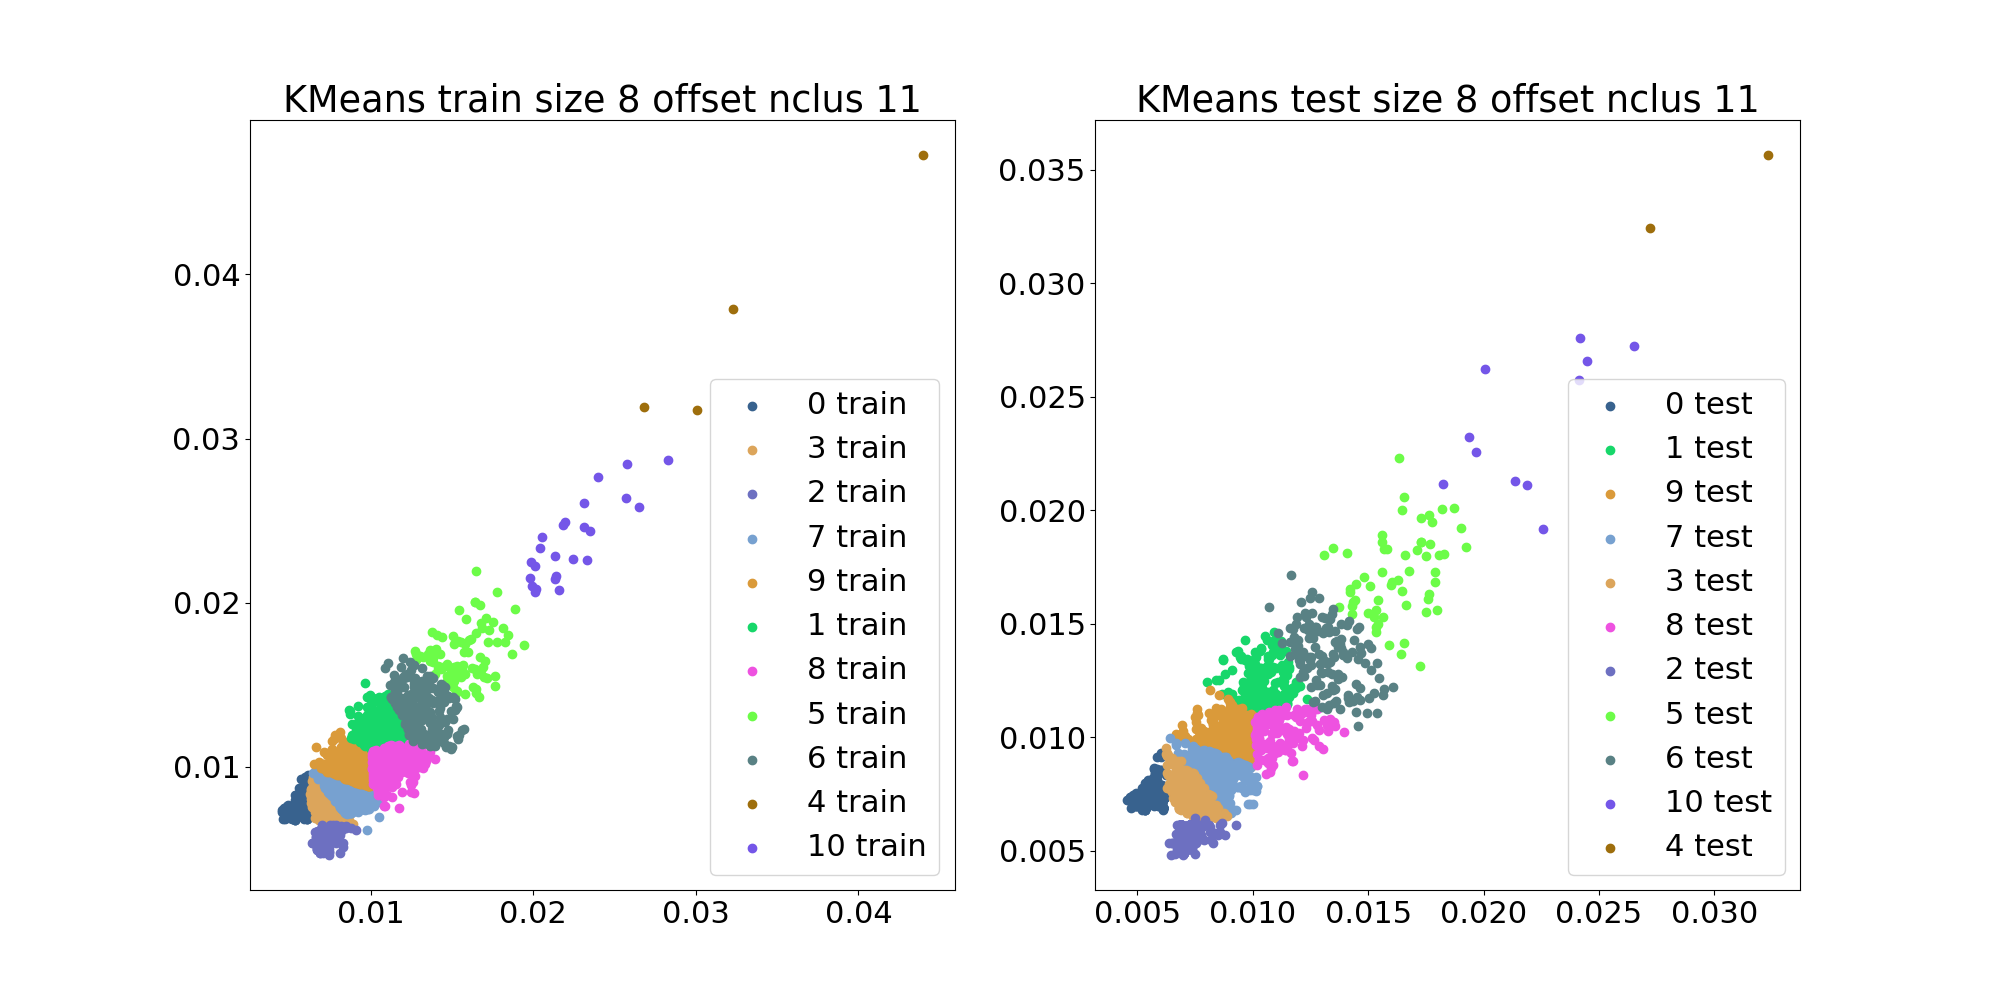 KMeans train size 8 offset nclus 11
0.04
0.03
0.02
0.01
0.01 0.02 0.03 0.04
0 train
3 train
2 train
7 train
9 train
1 train
8 train
5 train
6 train
4 train
10 train
KMeans test size 8 offset nclus 11
0.035
0.030
0.025
0.020
0.015
0.010
0.005
0.005 0.010 0.015 0.020 0.025 0.030
0 test
1 test
9 test
7 test
3 test
8 test
2 test
5 test
6 test
10 test
4 test